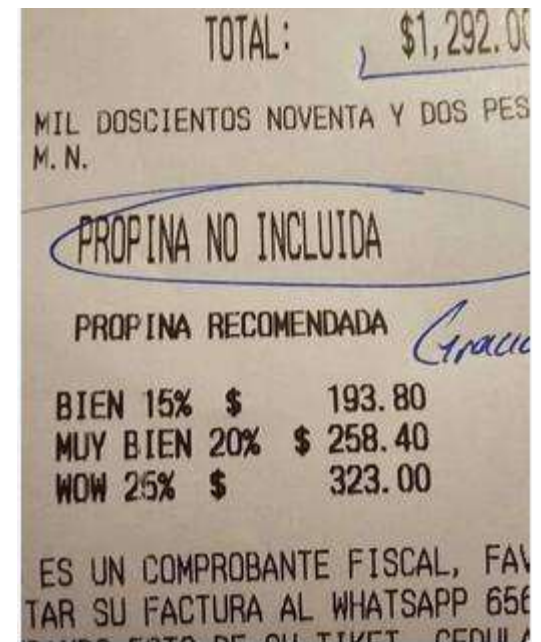 TOTAL: $1,292.00
MIL DOSCIENTOS NOVENTA Y DOS PES
M.N.
PROPINA NO INCLUIDA
PROPINA RECOMENDADA
BIEN 15% $ 193.80
MUY BIEN 20% $ 258.40
WOW 25% $ 323.00
ES UN COMPROBANTE FISCAL, FAV
TAR SU FACTURA AL WHATSAPP 656